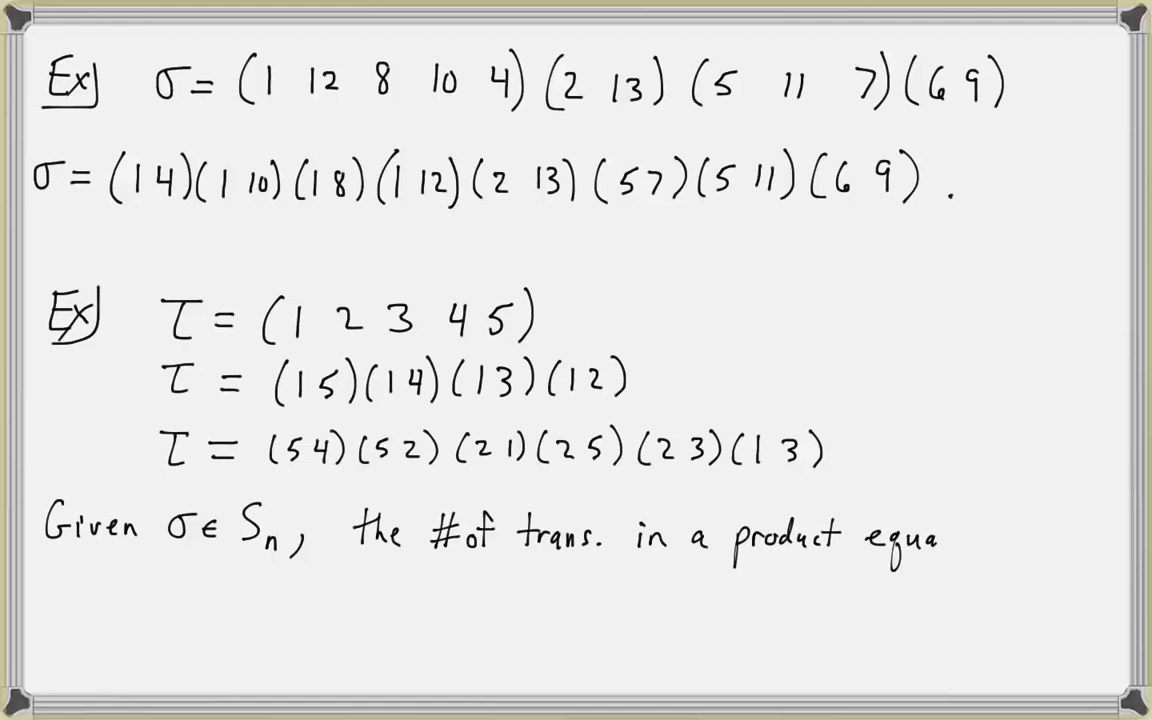 Ex) σ = (1 12 8 10 4)(2 13)(5 11 7)(6 9)
σ = (1 4)(1 10)(1 8)(1 12)(2 13)(5 7)(5 11)(6 9).
Ex) τ = (1 2 3 4 5)
τ = (1 5)(1 4)(1 3)(1 2)
τ = (5 4)(5 2)(2 1)(2 5)(2 3)(1 3)
Given σ ∈ Sₙ, the # of trans. in a product equa